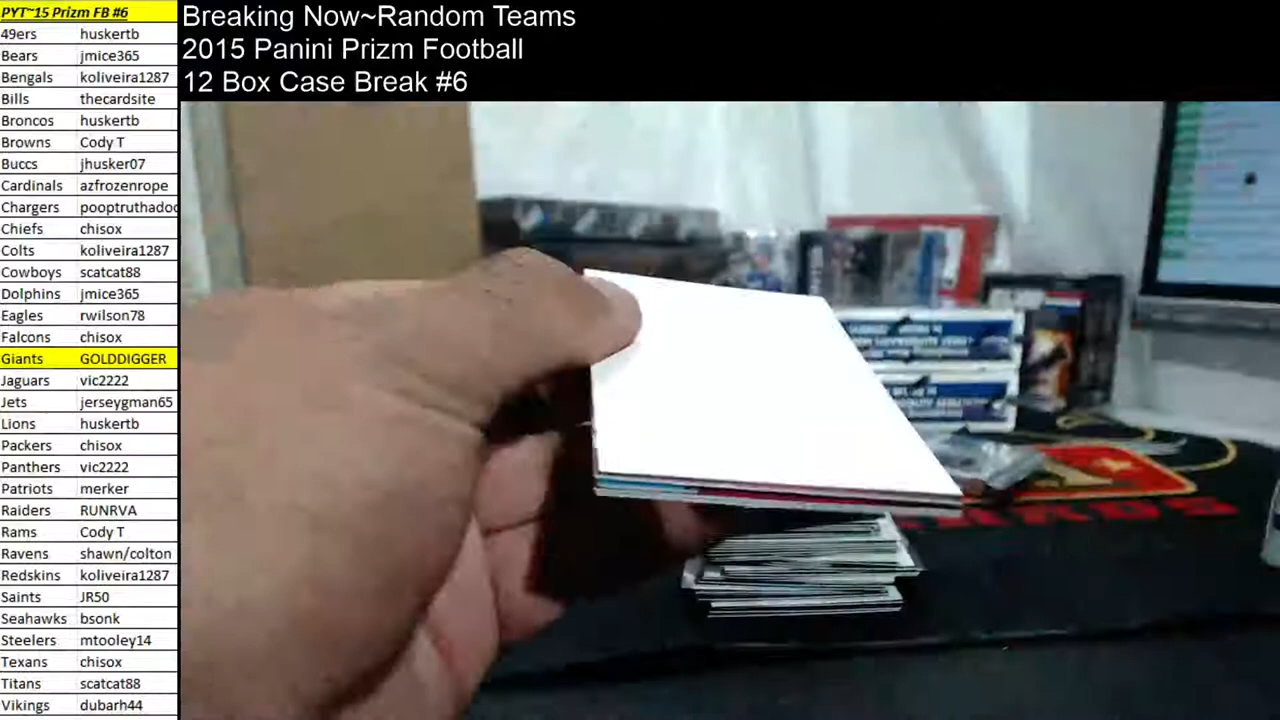 PYT~15 Prizm FB #6
49ers huskertb
Bears jmice365
Bengals koliveira1287
Bills thecardsite
Broncos huskertb
Browns Cody T
Buccs jhusker07
Cardinals azfrozenrope
Chargers pooptruthadoo
Chiefs chisox
Colts koliveira1287
Cowboys scatcat88
Dolphins jmice365
Eagles rwilson78
Falcons chisox
Giants GOLDDIGGER
Jaguars vic2222
Jets jerseygman65
Lions huskertb
Packers chisox
Panthers vic2222
Patriots merker
Raiders RUNRVA
Rams Cody T
Ravens shawn/colton
Redskins koliveira1287
Saints JR50
Seahawks bsonk
Steelers mtooley14
Texans chisox
Titans scatcat88
Vikings dubarh44
Breaking Now~Random Teams
2015 Panini Prizm Football
12 Box Case Break #6